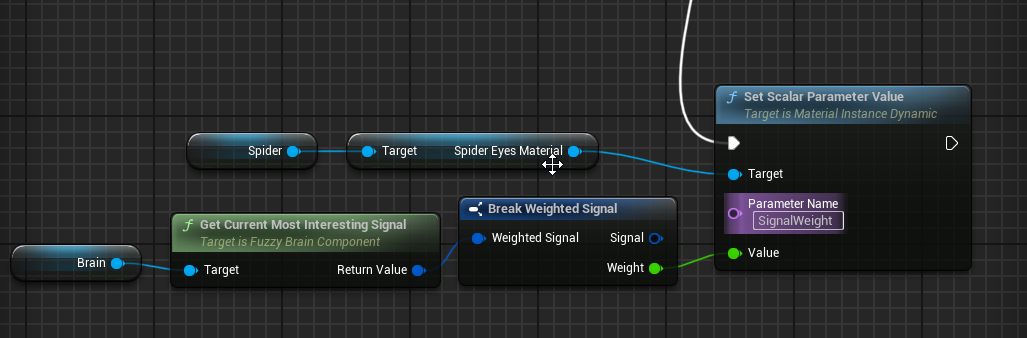 Set Scalar Parameter Value
Target is Material Instance Dynamic
Spider
Target
Spider Eyes Material
Target
Parameter Name
SignalWeight
Value
Get Current Most Interesting Signal
Target is Fuzzy Brain Component
Target
Return Value
Break Weighted Signal
Weighted Signal
Signal
Weight
Brain